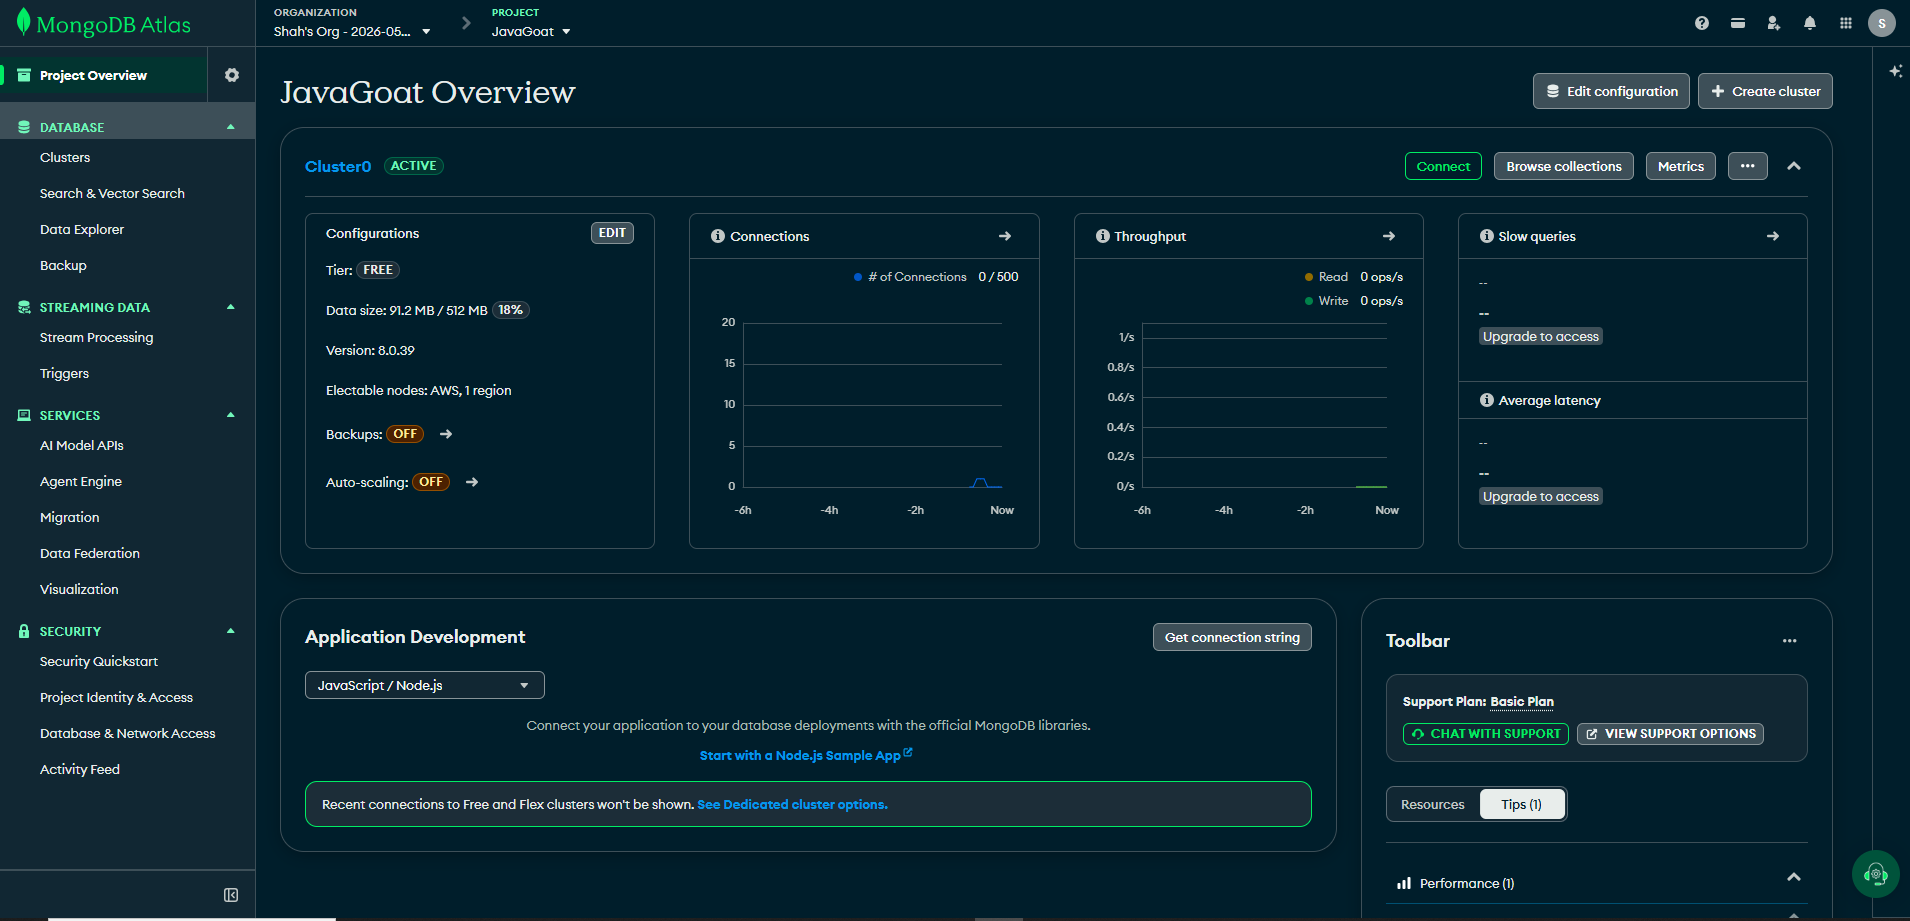 MongoDB Atlas
ORGANIZATION
Shah's Org - 2026-05...
PROJECT
JavaGoat
S
Project Overview
DATABASE
Clusters
Search & Vector Search
Data Explorer
Backup
STREAMING DATA
Stream Processing
Triggers
SERVICES
AI Model APIs
Agent Engine
Migration
Data Federation
Visualization
SECURITY
Security Quickstart
Project Identity & Access
Database & Network Access
Activity Feed
JavaGoat Overview
Edit configuration
Create cluster
Cluster0 ACTIVE
Connect
Browse collections
Metrics
Configurations
EDIT
Tier: FREE
Data size: 91.2 MB / 512 MB 18%
Version: 8.0.39
Electable nodes: AWS, 1 region
Backups: OFF
Auto-scaling: OFF
Connections
# of Connections 0 / 500
20
15
10
5
0
-6h -4h -2h Now
Throughput
Read 0 ops/s
Write 0 ops/s
1/s
0.8/s
0.6/s
0.4/s
0.2/s
0/s
-6h -4h -2h Now
Slow queries
--
--
Upgrade to access
Average latency
--
--
Upgrade to access
Application Development
Get connection string
JavaScript / Node.js
Connect your application to your database deployments with the official MongoDB libraries.
Start with a Node.js Sample App
Recent connections to Free and Flex clusters won't be shown. See Dedicated cluster options.
Toolbar
Support Plan: Basic Plan
CHAT WITH SUPPORT
VIEW SUPPORT OPTIONS
Resources
Tips (1)
Performance (1)